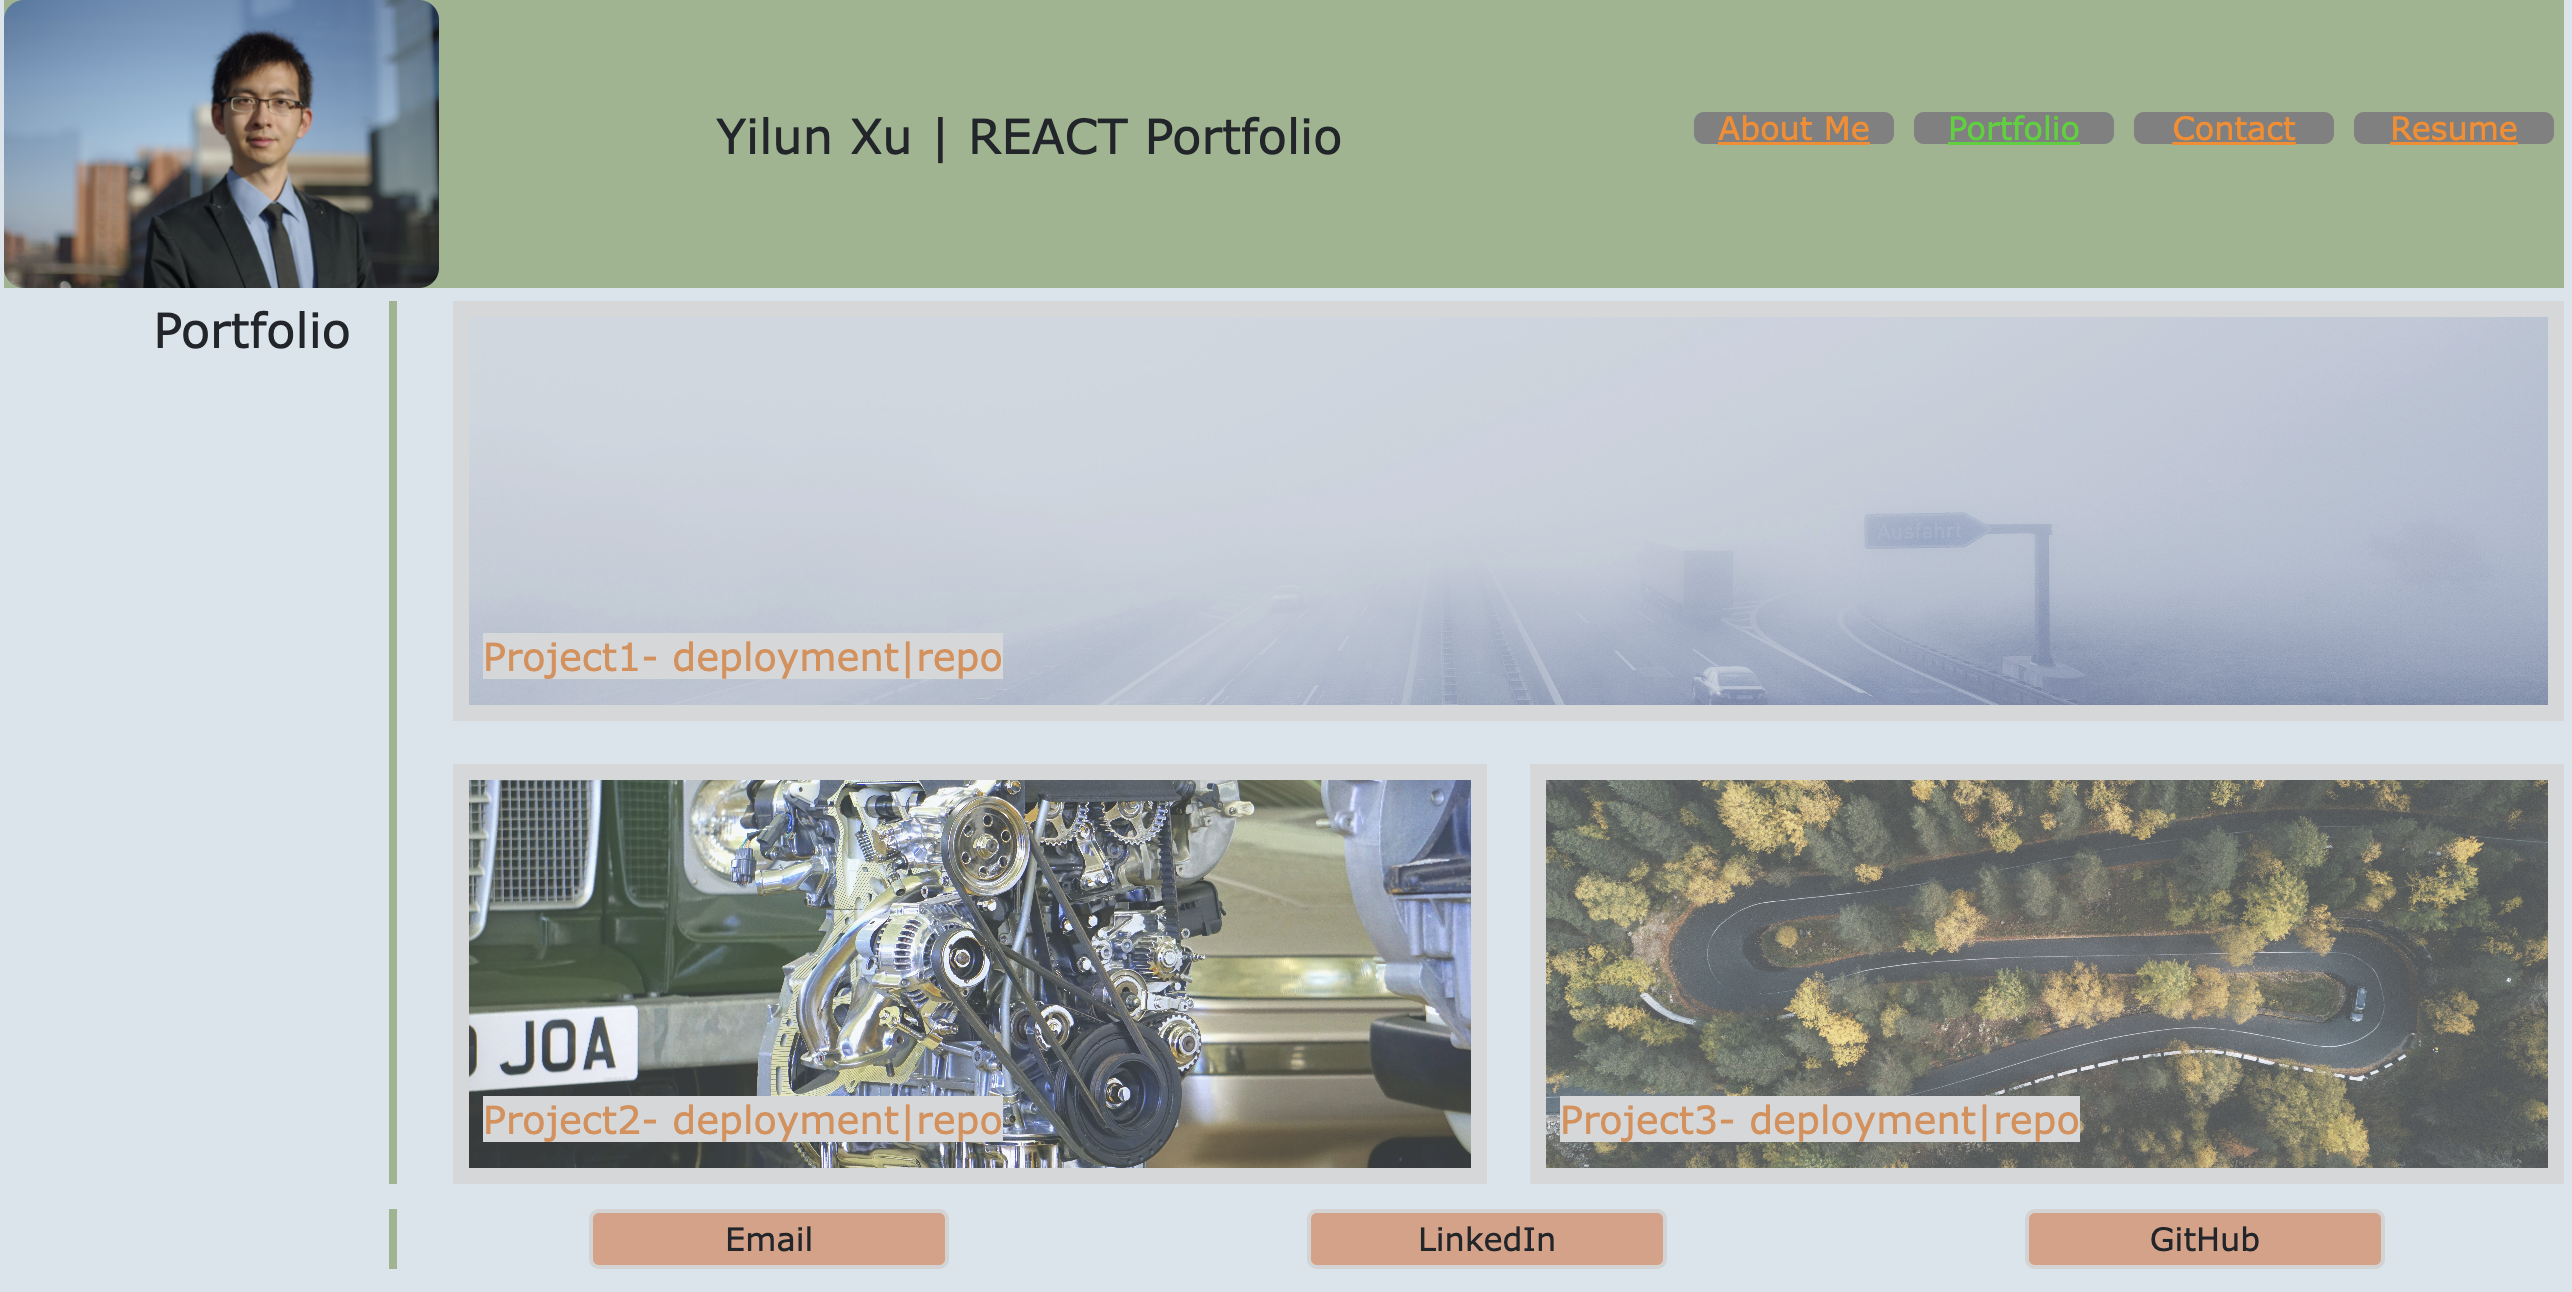 Yilun Xu | REACT Portfolio
About Me
Portfolio
Contact
Resume
Portfolio
Ausfahrt
Project1- deployment|repo
JOA
Project2- deployment|repo
Project3- deployment|repo
Email
LinkedIn
GitHub